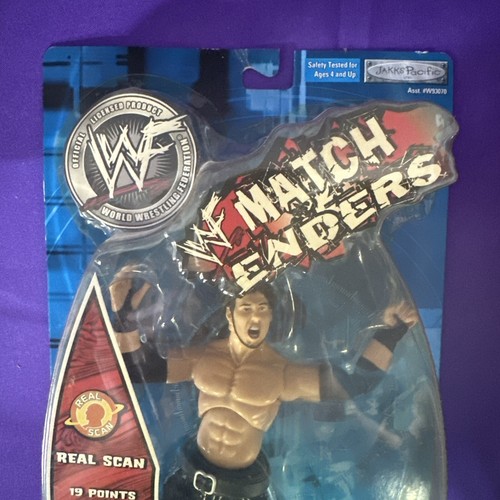 Safety Tested for
Ages 4 and Up
JAKKS Pacific
Asst. #W93070
OFFICIAL LICENSED PRODUCT
WF
WORLD WRESTLING FEDERATION
WF MATCH
ENDERS
REAL
SCAN
REAL SCAN
19 POINTS